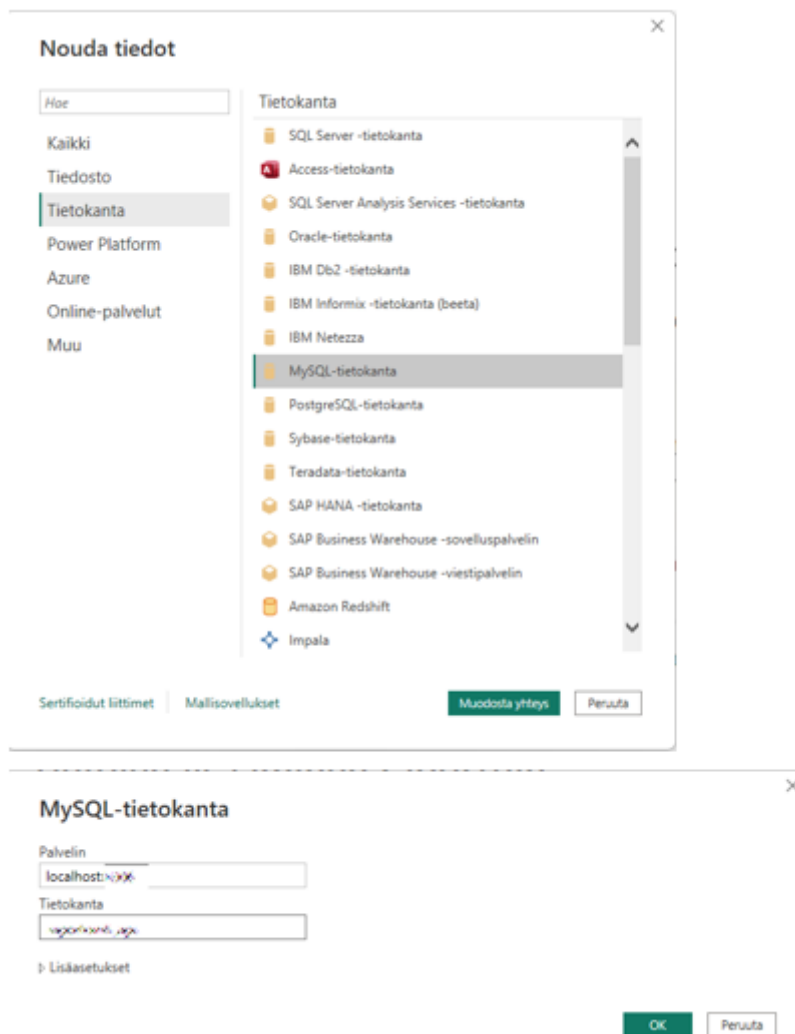 Nouda tiedot
Hae
Kaikki
Tiedosto
Tietokanta
Power Platform
Azure
Online-palvelut
Muu
Tietokanta
SQL Server -tietokanta
Access-tietokanta
SQL Server Analysis Services -tietokanta
Oracle-tietokanta
IBM Db2 -tietokanta
IBM Informix -tietokanta (beeta)
IBM Netezza
MySQL-tietokanta
PostgreSQL-tietokanta
Sybase-tietokanta
Teradata-tietokanta
SAP HANA -tietokanta
SAP Business Warehouse -sovelluspalvelin
SAP Business Warehouse -viestipalvelin
Amazon Redshift
Impala
Sertifioidut liittimet
Mallisovellukset
Muodosta yhteys
Peruuta
MySQL-tietokanta
Palvelin
localhost:
Tietokanta
Lisäasetukset
OK
Peruuta